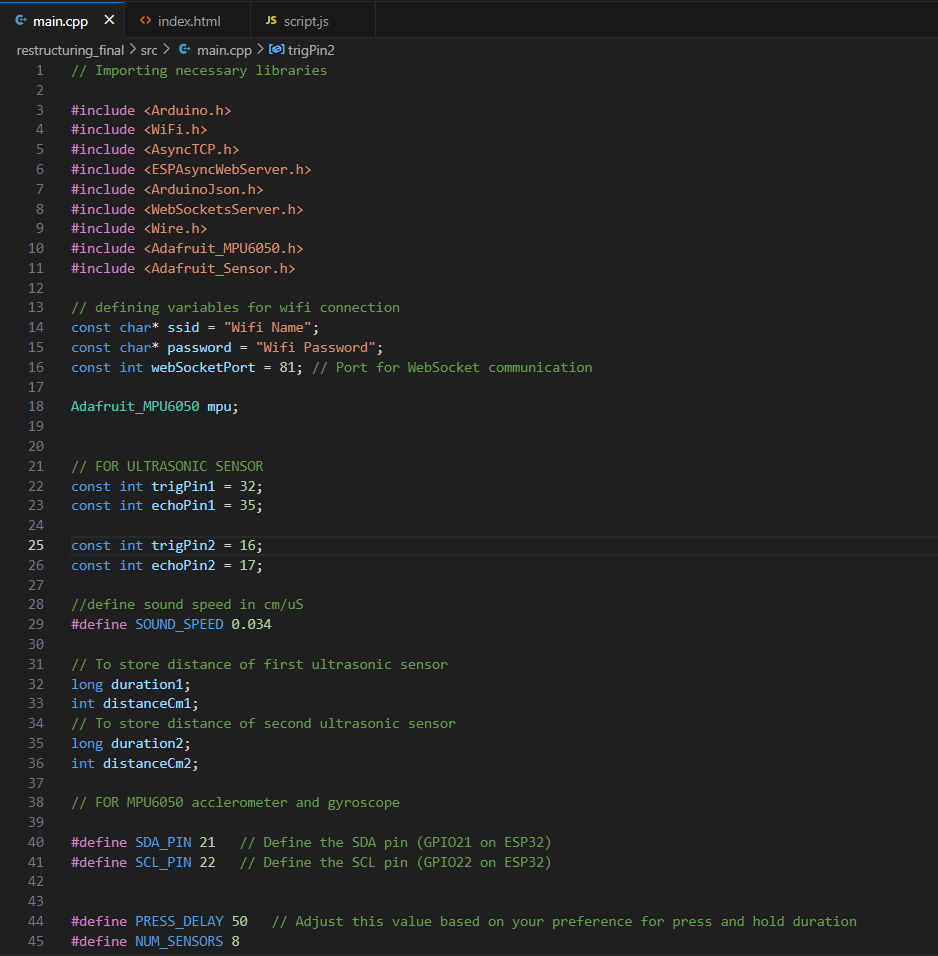 main.cpp index.html JS script.js
restructuring_final > src > main.cpp > trigPin2
1 // Importing necessary libraries
2
3 #include <Arduino.h>
4 #include <WiFi.h>
5 #include <AsyncTCP.h>
6 #include <ESPAsyncWebServer.h>
7 #include <ArduinoJson.h>
8 #include <WebSocketsServer.h>
9 #include <Wire.h>
10 #include <Adafruit_MPU6050.h>
11 #include <Adafruit_Sensor.h>
12
13 // defining variables for wifi connection
14 const char* ssid = "Wifi Name";
15 const char* password = "Wifi Password";
16 const int webSocketPort = 81; // Port for WebSocket communication
17
18 Adafruit_MPU6050 mpu;
19
20
21 // FOR ULTRASONIC SENSOR
22 const int trigPin1 = 32;
23 const int echoPin1 = 35;
24
25 const int trigPin2 = 16;
26 const int echoPin2 = 17;
27
28 //define sound speed in cm/uS
29 #define SOUND_SPEED 0.034
30
31 // To store distance of first ultrasonic sensor
32 long duration1;
33 int distanceCm1;
34 // To store distance of second ultrasonic sensor
35 long duration2;
36 int distanceCm2;
37
38 // FOR MPU6050 acclerometer and gyroscope
39
40 #define SDA_PIN 21 // Define the SDA pin (GPIO21 on ESP32)
41 #define SCL_PIN 22 // Define the SCL pin (GPIO22 on ESP32)
42
43
44 #define PRESS_DELAY 50 // Adjust this value based on your preference for press and hold duration
45 #define NUM_SENSORS 8